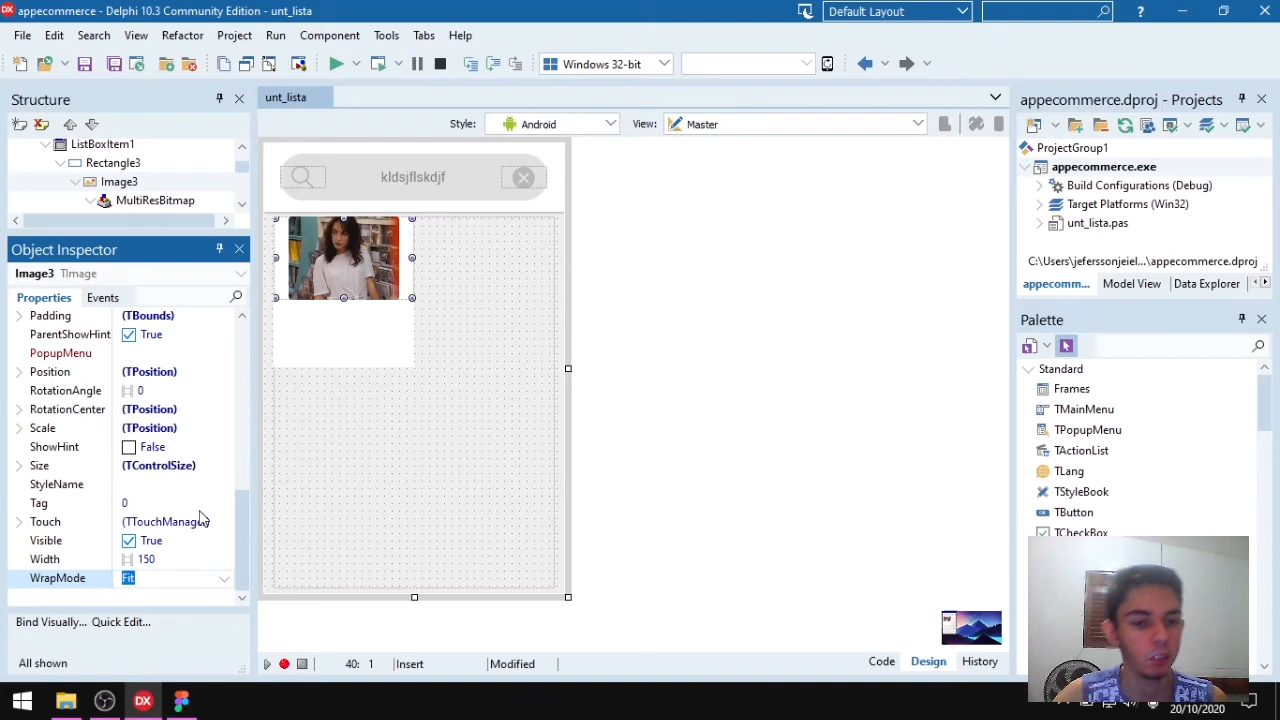 appecommerce - Delphi 10.3 Community Edition - unt_lista
Default Layout
File Edit Search View Refactor Project Run Component Tools Tabs Help
Windows 32-bit
Structure
ListBoxItem1
Rectangle3
Image3
MultiResBitmap
Object Inspector
Image3 TImage
Properties Events
Padding (TBounds)
ParentShowHint True
PopupMenu
Position (TPosition)
RotationAngle 0
RotationCenter (TPosition)
Scale (TPosition)
ShowHint False
Size (TControlSize)
StyleName
Tag 0
Touch (TTouchManager)
Visible True
Width 150
WrapMode Fit
Bind Visually... Quick Edit...
All shown
unt_lista
Style: Android View: Master
kldsjflskdjf
40: 1 Insert Modified
Code Design History
appecommerce.dproj - Projects
ProjectGroup1
appecommerce.exe
Build Configurations (Debug)
Target Platforms (Win32)
unt_lista.pas
C:\Users\jefersonjeiel...\appecommerce.dproj
appecomm... Model View Data Explorer
Palette
Standard
Frames
TMainMenu
TPopupMenu
TActionList
TLang
TStyleBook
TButton
TCheckBox
20/10/2020